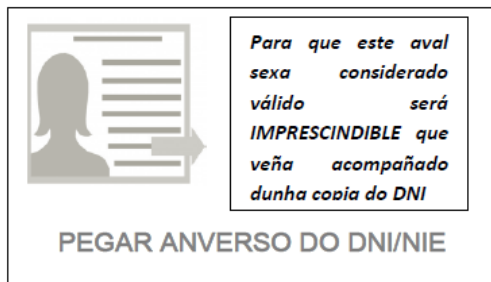 Para que este aval
sexa considerado
válido será
IMPRESCINDIBLE que
veña acompañado
dunha copia do DNI
PEGAR ANVERSO DO DNI/NIE